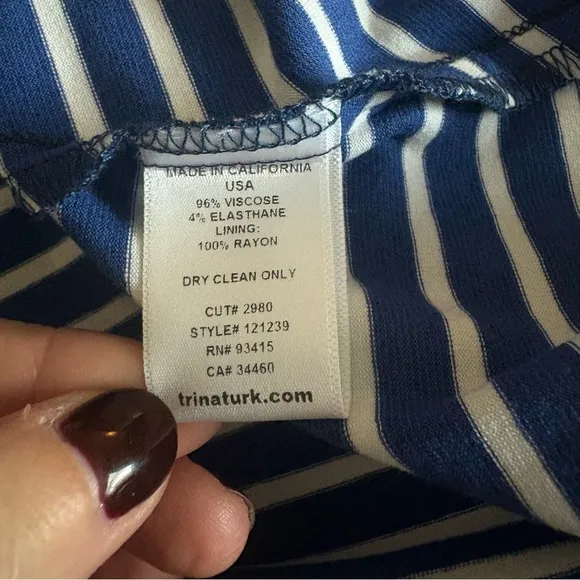 MADE IN CALIFORNIA
USA
96% VISCOSE
4% ELASTHANE
LINING:
100% RAYON
DRY CLEAN ONLY
CUT# 2980
STYLE# 121239
RN# 93415
CA# 34460
trinaturk.com